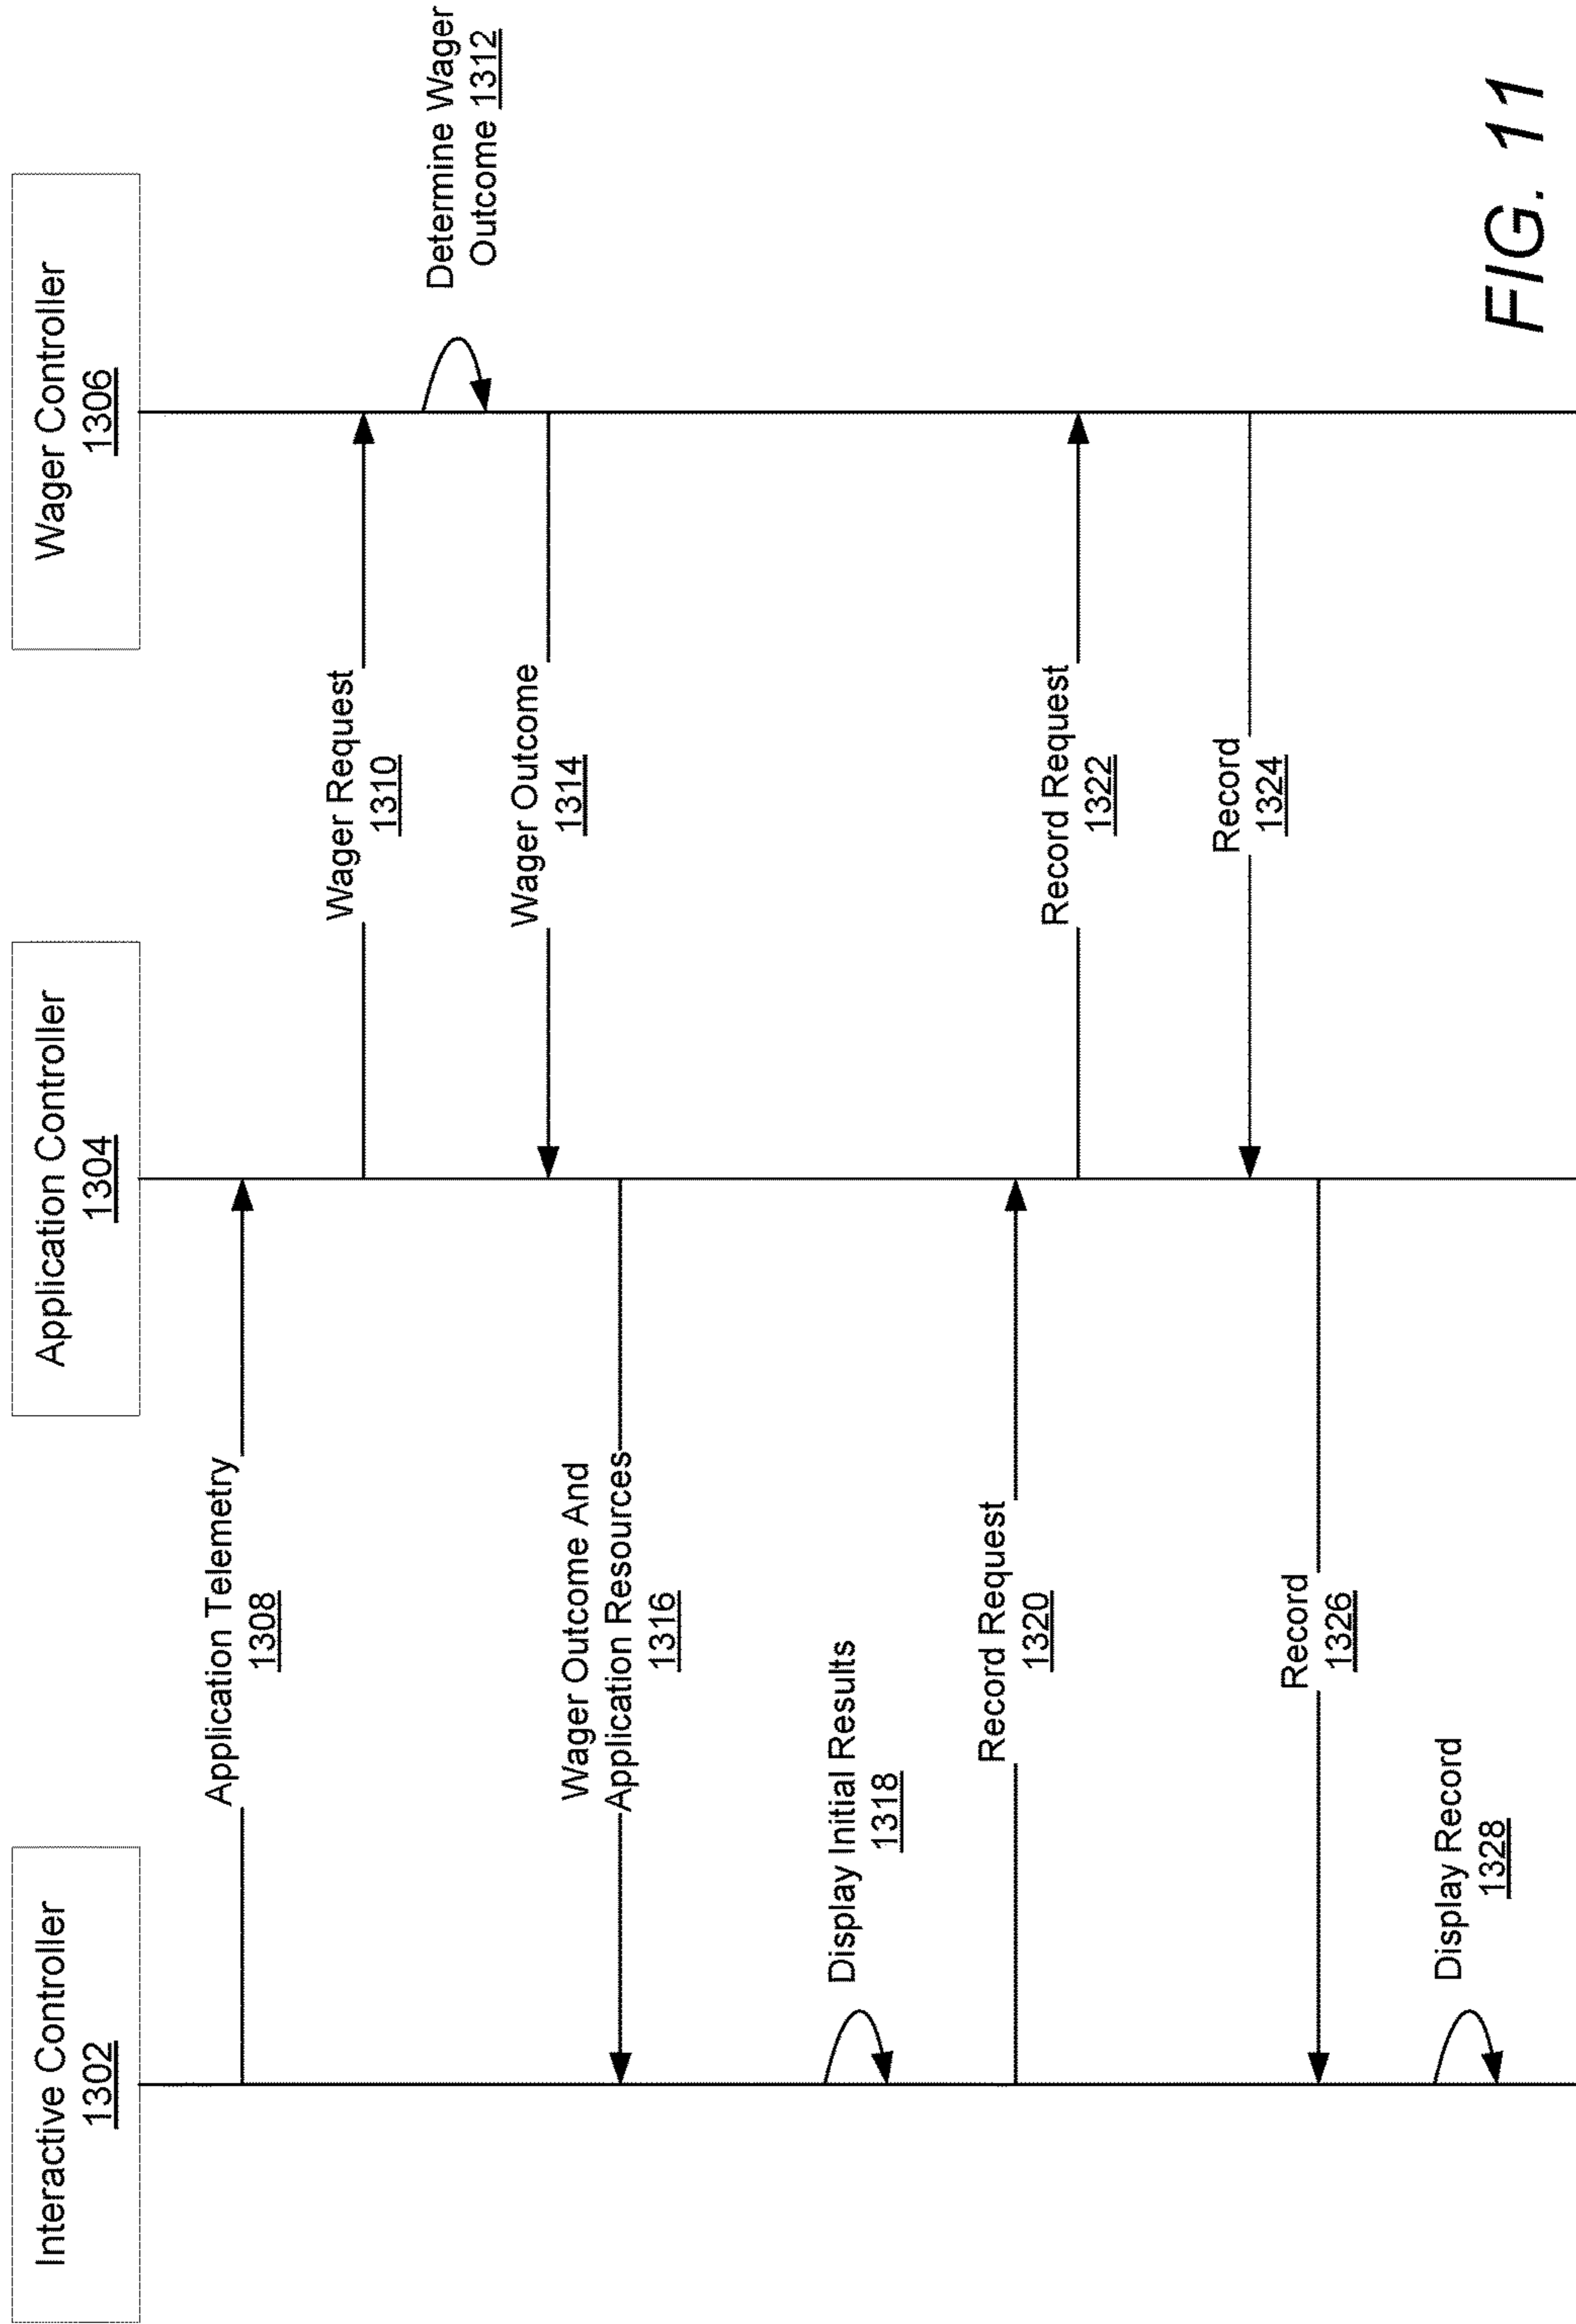 Interactive Controller
1302
Application Controller
1304
Wager Controller
1306
Application Telemetry
1308
Wager Request
1310
Determine Wager
Outcome 1312
Wager Outcome
1314
Wager Outcome And
Application Resources
1316
Display Initial Results
1318
Record Request
1320
Record Request
1322
Record
1324
Record
1326
Display Record
1328
FIG. 11